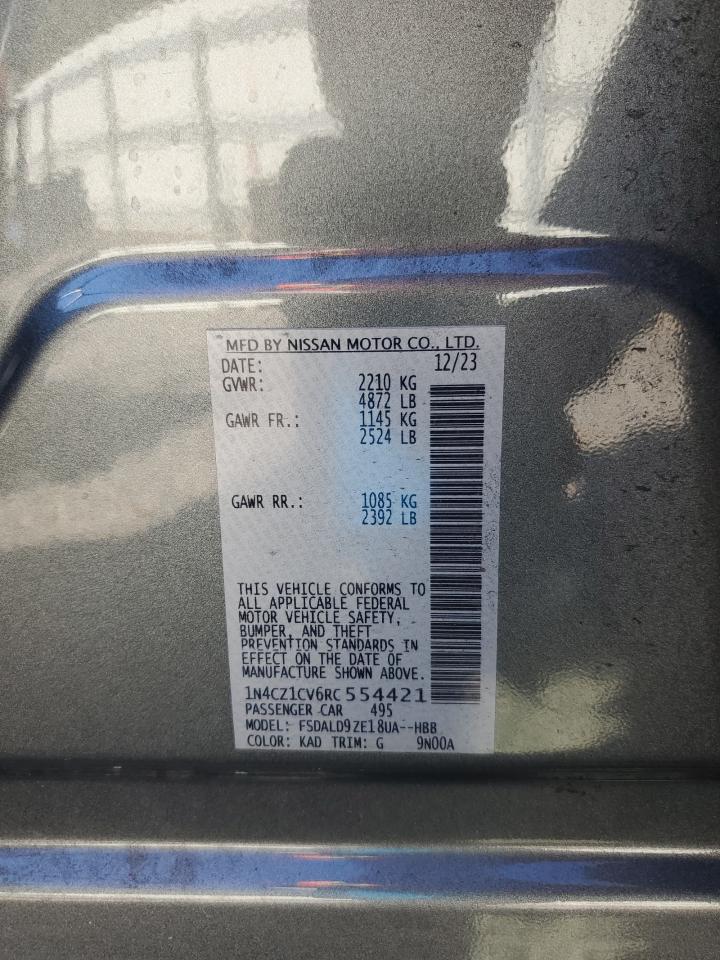 MFD BY NISSAN MOTOR CO., LTD.
DATE: 12/23
GVWR: 2210 KG
4872 LB
GAWR FR.: 1145 KG
2524 LB
GAWR RR.: 1085 KG
2392 LB
THIS VEHICLE CONFORMS TO
ALL APPLICABLE FEDERAL
MOTOR VEHICLE SAFETY,
BUMPER, AND THEFT
PREVENTION STANDARDS IN
EFFECT ON THE DATE OF
MANUFACTURE SHOWN ABOVE.
1N4CZ1CV6RC554421
PASSENGER CAR 495
MODEL: FSDALD9ZE18UA--HBB
COLOR: KAD TRIM: G 9N00A